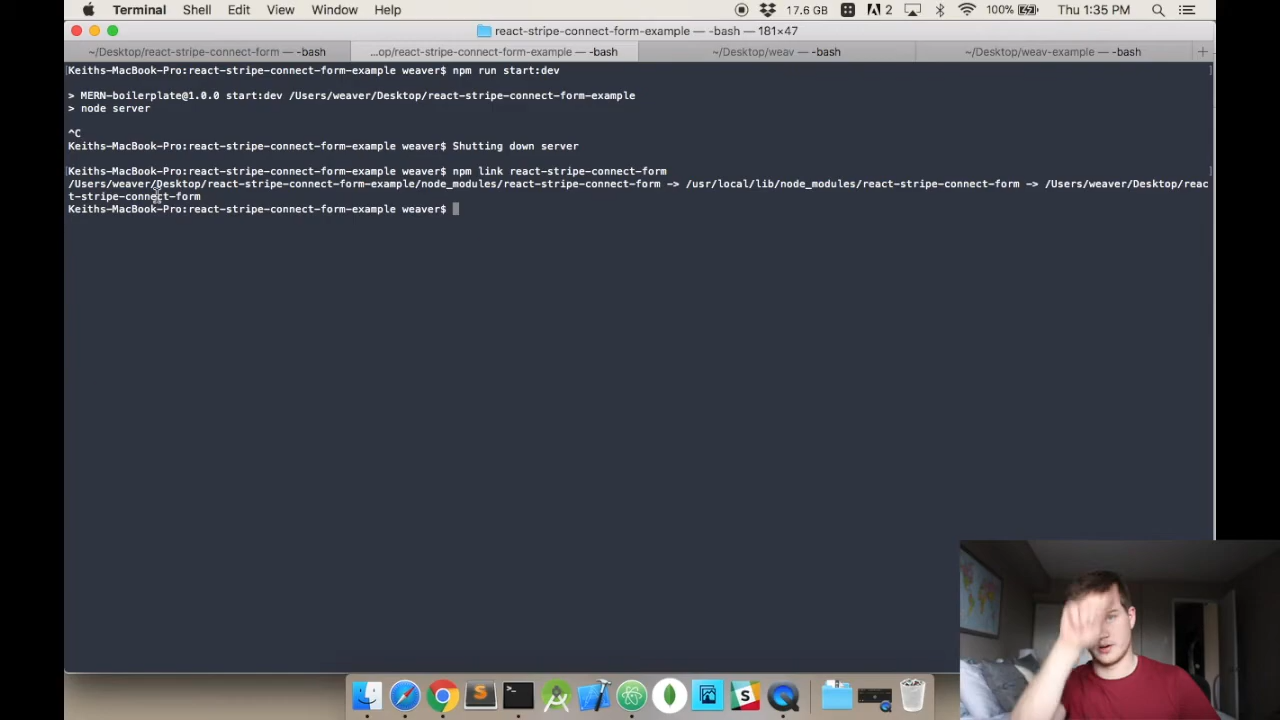 Terminal Shell Edit View Window Help 17.6 GB 2 100% Thu 1:35 PM
react-stripe-connect-form-example — -bash — 181×47
~/Desktop/react-stripe-connect-form — -bash ...op/react-stripe-connect-form-example — -bash ~/Desktop/weav — -bash ~/Desktop/weav-example — -bash +
[Keiths-MacBook-Pro:react-stripe-connect-form-example weaver$ npm run start:dev ]
> MERN-boilerplate@1.0.0 start:dev /Users/weaver/Desktop/react-stripe-connect-form-example
> node server
^C
Keiths-MacBook-Pro:react-stripe-connect-form-example weaver$ Shutting down server
[Keiths-MacBook-Pro:react-stripe-connect-form-example weaver$ npm link react-stripe-connect-form ]
/Users/weaver/Desktop/react-stripe-connect-form-example/node_modules/react-stripe-connect-form -> /usr/local/lib/node_modules/react-stripe-connect-form -> /Users/weaver/Desktop/reac
t-stripe-connect-form
Keiths-MacBook-Pro:react-stripe-connect-form-example weaver$